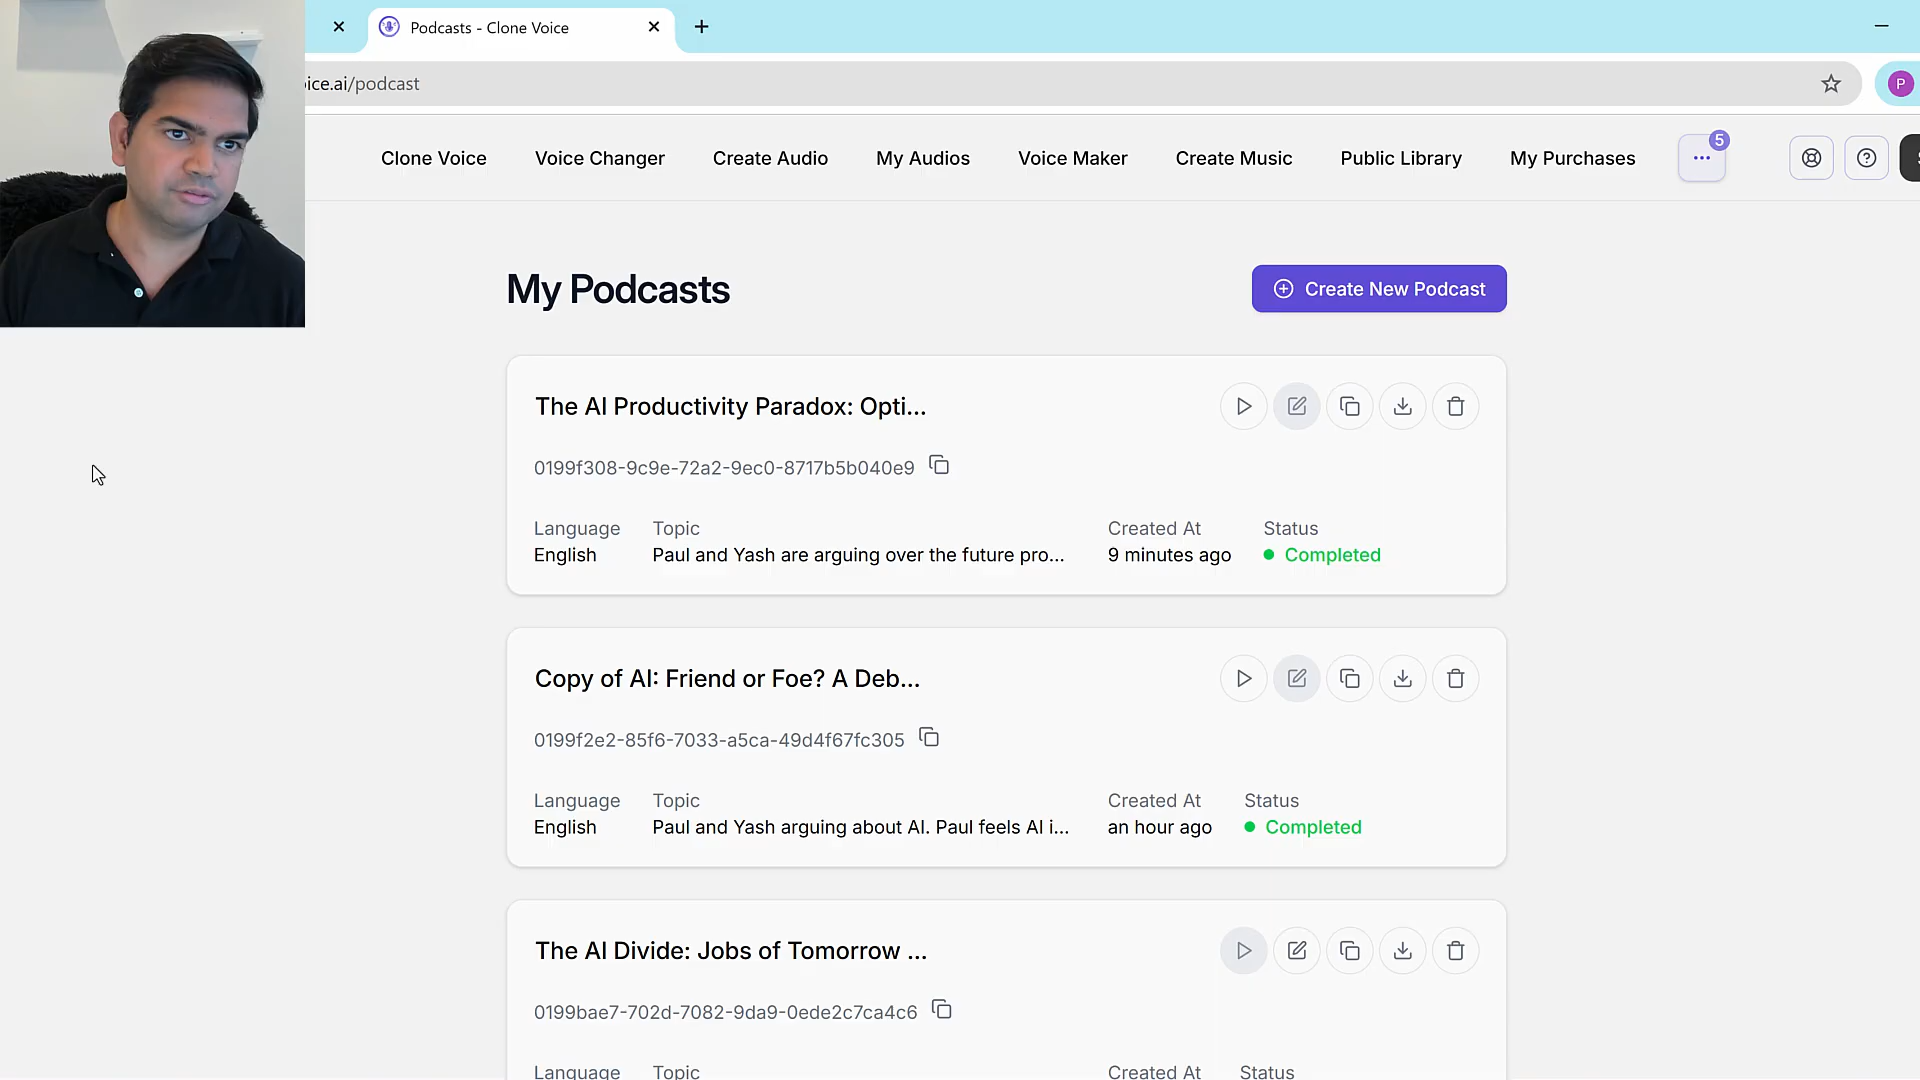 Podcasts - Clone Voice
ice.ai/podcast
P
Clone Voice
Voice Changer
Create Audio
My Audios
Voice Maker
Create Music
Public Library
My Purchases
5
My Podcasts
Create New Podcast
The AI Productivity Paradox: Opti...
0199f308-9c9e-72a2-9ec0-8717b5b040e9
Language Topic Created At Status
English Paul and Yash are arguing over the future pro... 9 minutes ago Completed
Copy of AI: Friend or Foe? A Deb...
0199f2e2-85f6-7033-a5ca-49d4f67fc305
Language Topic Created At Status
English Paul and Yash arguing about AI. Paul feels AI i... an hour ago Completed
The AI Divide: Jobs of Tomorrow ...
0199bae7-702d-7082-9da9-0ede2c7ca4c6
Language Topic Created At Status